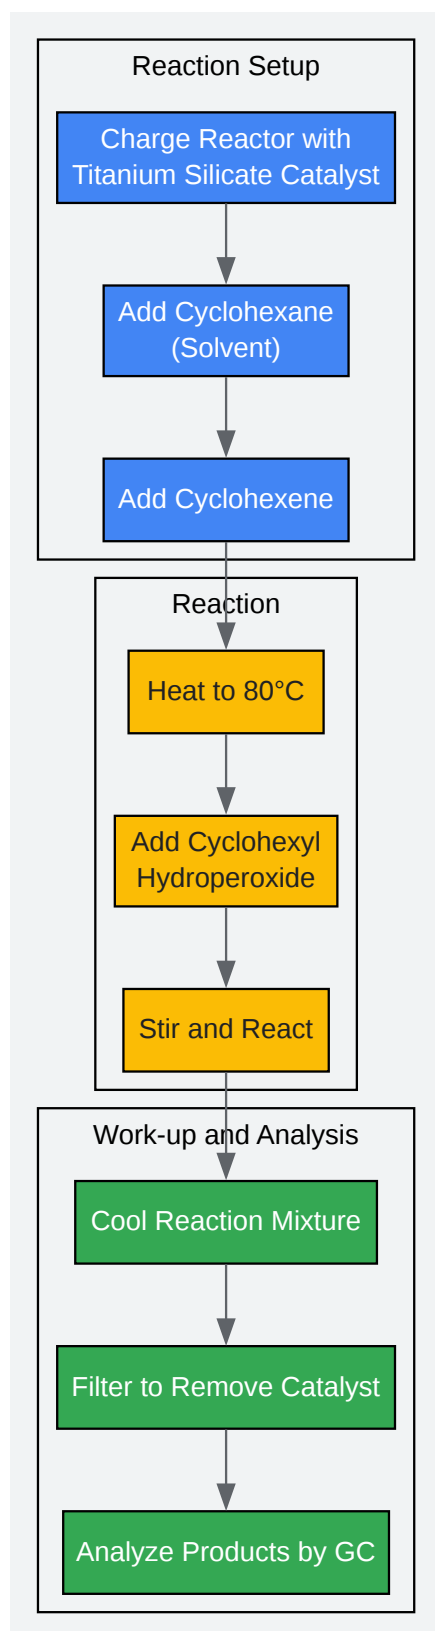 Reaction Setup
Charge Reactor with
Titanium Silicate Catalyst
Add Cyclohexane
(Solvent)
Add Cyclohexene
Reaction
Heat to 80°C
Add Cyclohexyl
Hydroperoxide
Stir and React
Work-up and Analysis
Cool Reaction Mixture
Filter to Remove Catalyst
Analyze Products by GC